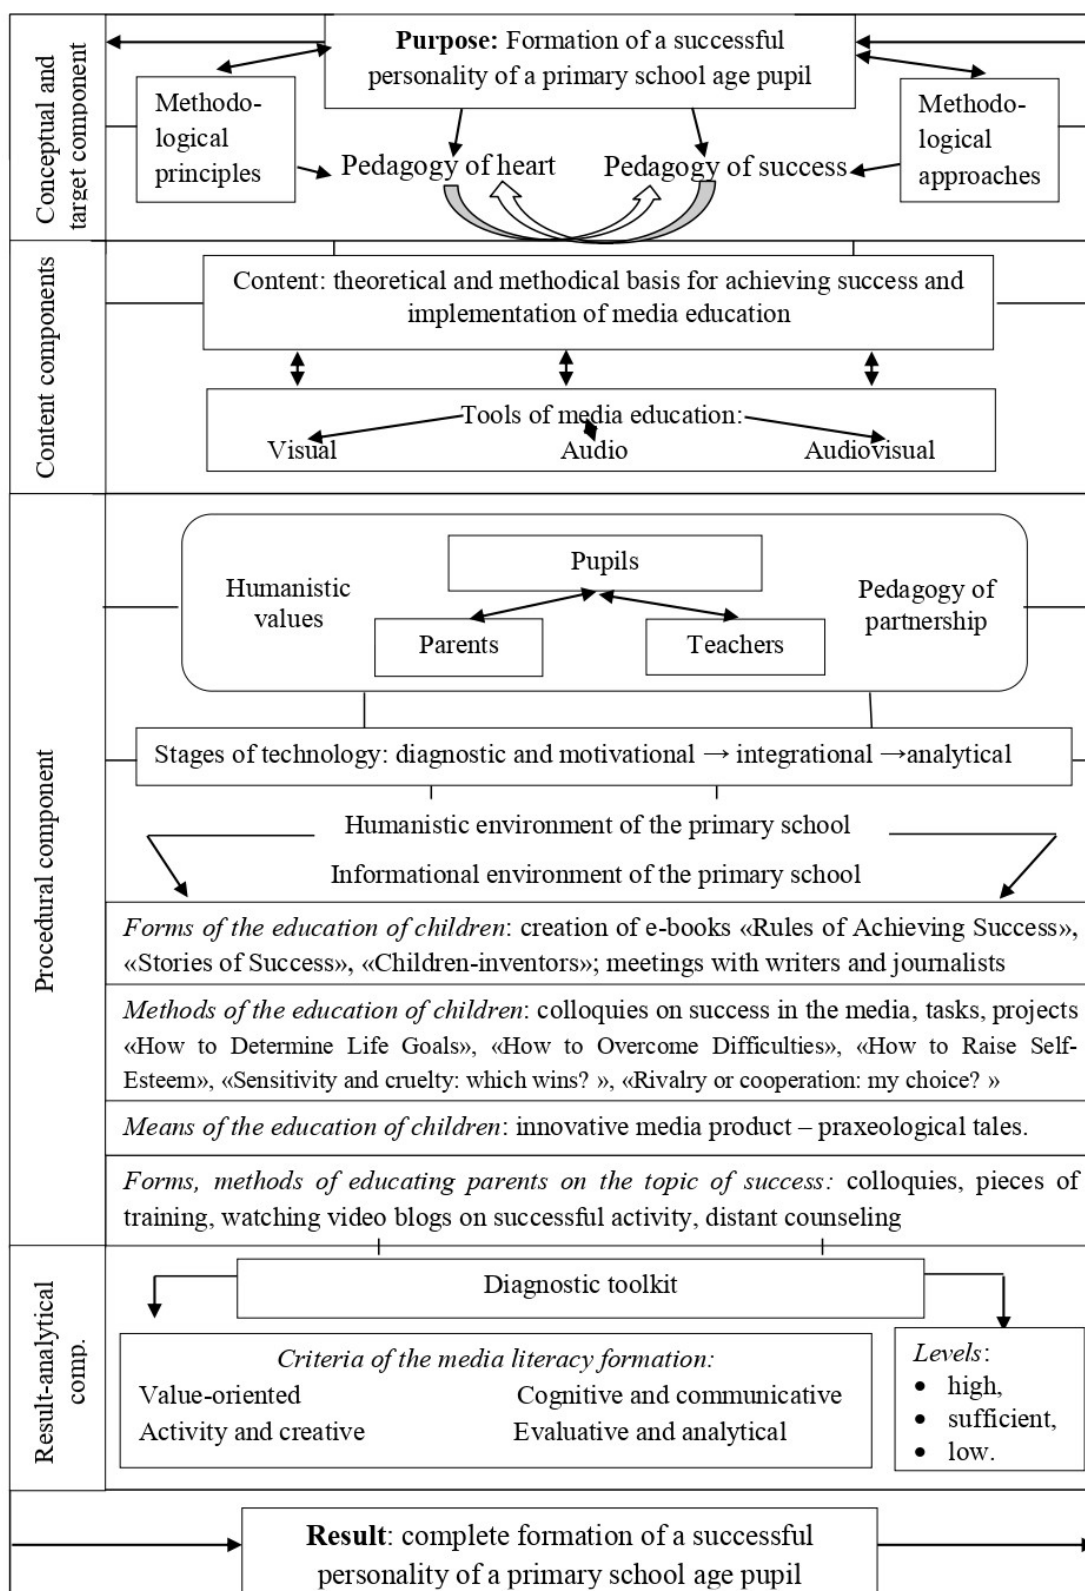 Conceptual and
target component
Purpose: Formation of a successful
personality of a primary school age pupil
Methodo-
logical
principles
Methodo-
logical
approaches
Pedagogy of heart
Pedagogy of success
Content components
Content: theoretical and methodical basis for achieving success and
implementation of media education
Tools of media education:
Visual
Audio
Audiovisual
Procedural component
Humanistic
values
Pupils
Parents
Teachers
Pedagogy of
partnership
Stages of technology: diagnostic and motivational → integrational →analytical
Humanistic environment of the primary school
Informational environment of the primary school
Forms of the education of children: creation of e-books «Rules of Achieving Success»,
«Stories of Success», «Children-inventors»; meetings with writers and journalists
Methods of the education of children: colloquies on success in the media, tasks, projects
«How to Determine Life Goals», «How to Overcome Difficulties», «How to Raise Self-
Esteem», «Sensitivity and cruelty: which wins? », «Rivalry or cooperation: my choice? »
Means of the education of children: innovative media product – praxeological tales.
Forms, methods of educating parents on the topic of success: colloquies, pieces of
training, watching video blogs on successful activity, distant counseling
Result-analytical
comp.
Diagnostic toolkit
Criteria of the media literacy formation:
Value-oriented
Cognitive and communicative
Activity and creative
Evaluative and analytical
Levels:
• high,
• sufficient,
• low.
Result: complete formation of a successful
personality of a primary school age pupil